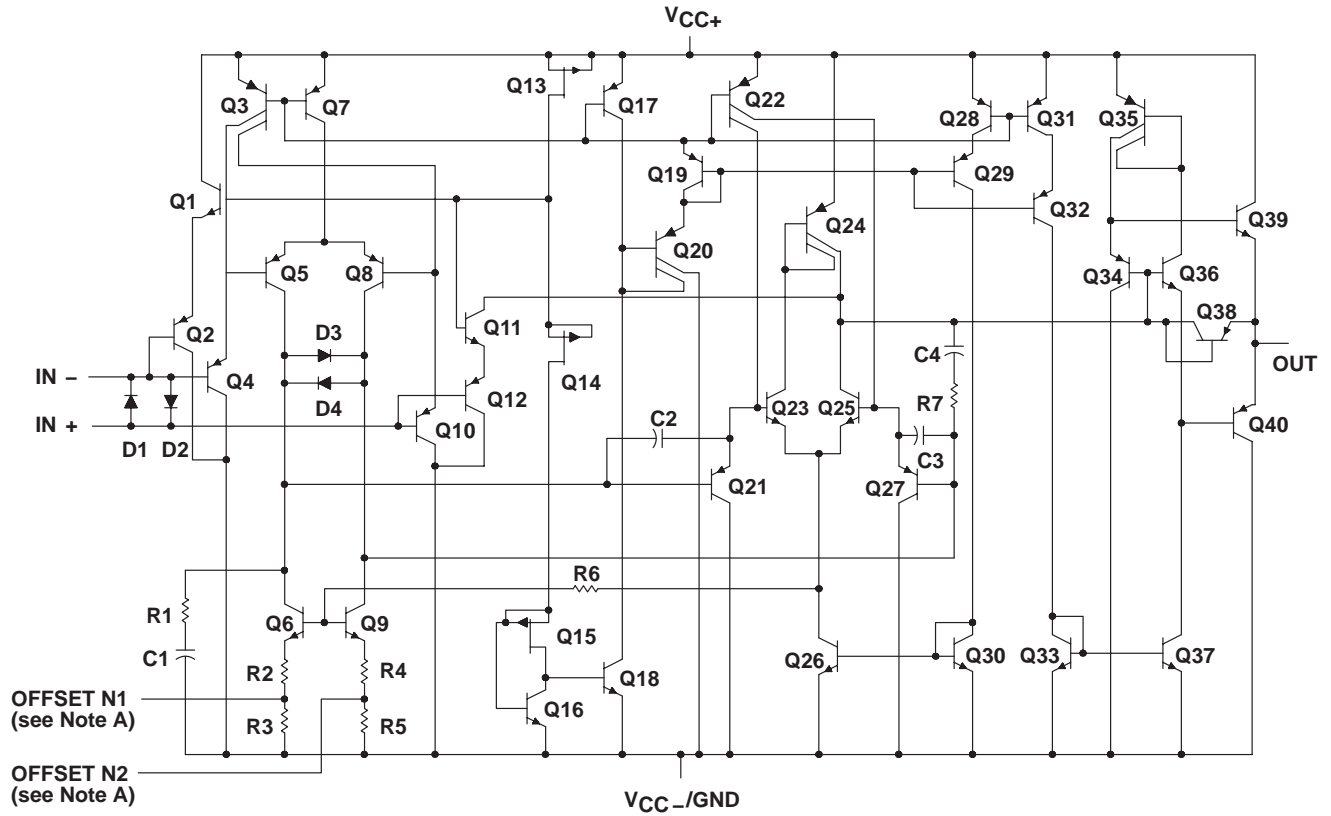 VCC+
Q3
Q7
Q13
Q17
Q22
Q28
Q31
Q35
Q1
Q19
Q29
Q32
Q39
Q20
Q24
Q5
Q8
Q34
Q36
Q2
Q11
Q38
D3
Q14
C4
OUT
IN –
Q4
D4
Q12
Q23
Q25
R7
IN +
D1
D2
Q10
C2
C3
Q40
Q21
Q27
R6
R1
Q6
Q9
Q15
C1
R2
R4
Q18
Q26
Q30
Q33
Q37
OFFSET N1
(see Note A)
R3
R5
Q16
OFFSET N2
(see Note A)
VCC–/GND